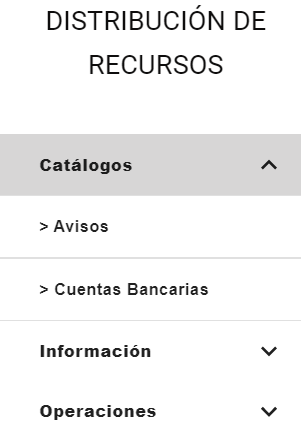 DISTRIBUCIÓN DE
RECURSOS
Catálogos
> Avisos
> Cuentas Bancarias
Información
Operaciones